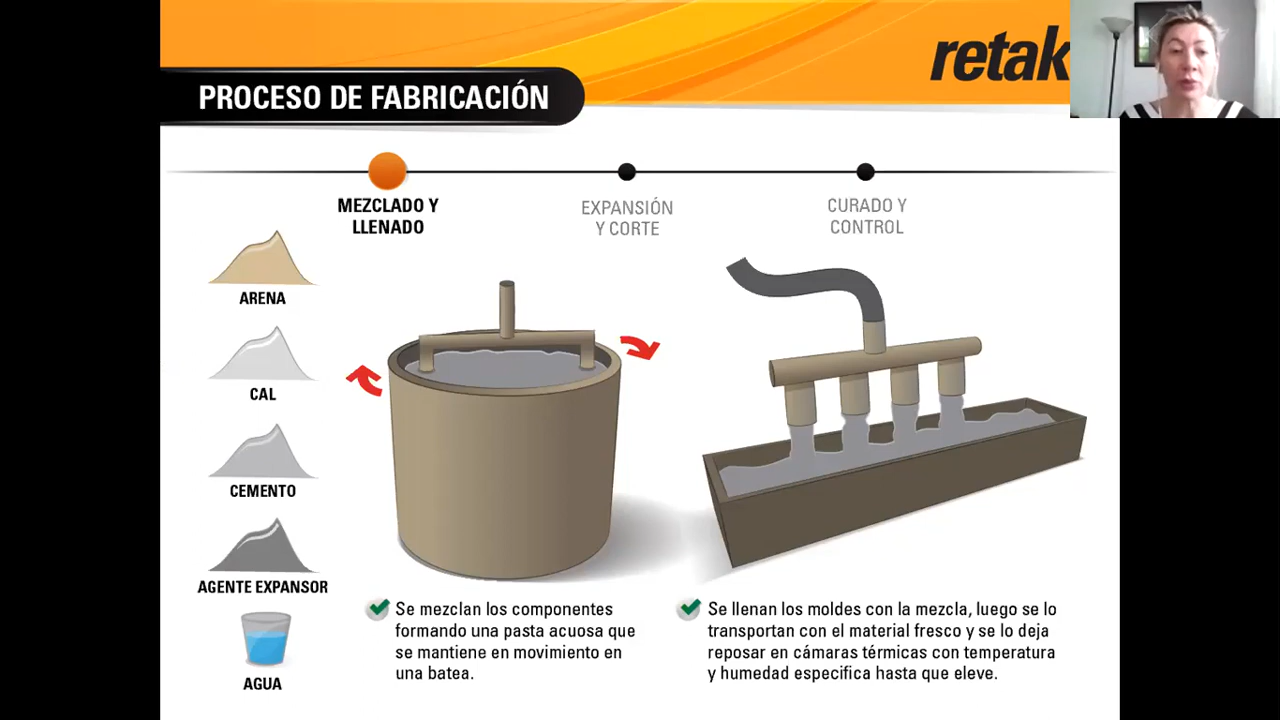 retak
PROCESO DE FABRICACIÓN
MEZCLADO Y
LLENADO
EXPANSIÓN
Y CORTE
CURADO Y
CONTROL
ARENA
CAL
CEMENTO
AGENTE EXPANSOR
AGUA
Se mezclan los componentes
formando una pasta acuosa que
se mantiene en movimiento en
una batea.
Se llenan los moldes con la mezcla, luego se lo
transportan con el material fresco y se lo deja
reposar en cámaras térmicas con temperatura
y humedad especifica hasta que eleve.